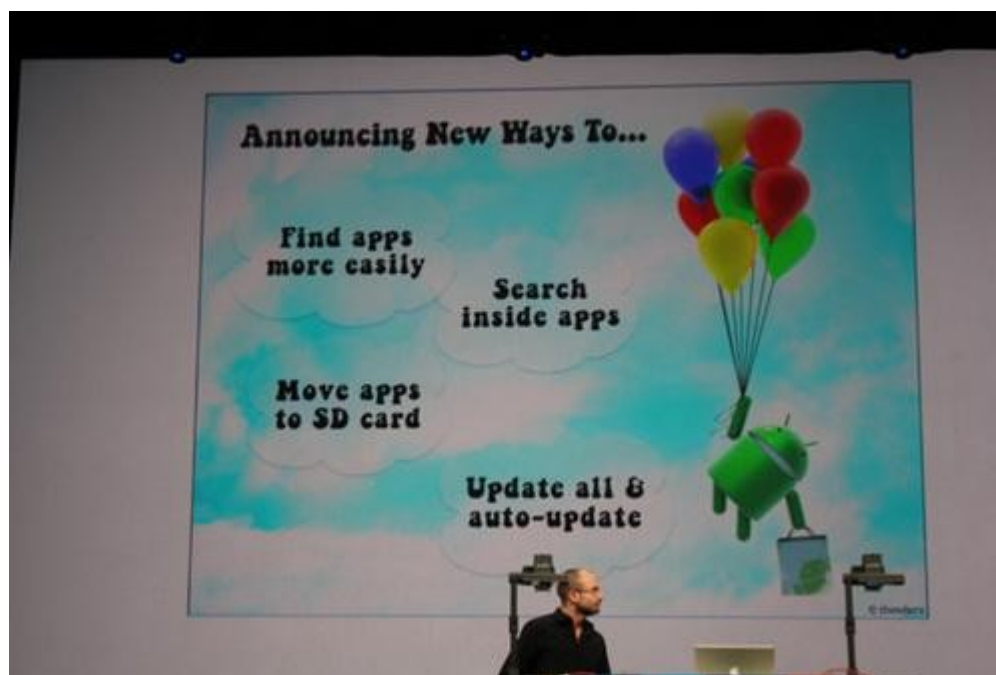 Announcing New Ways To...
Find apps
more easily
Search
inside apps
Move apps
to SD card
Update all &
auto-update